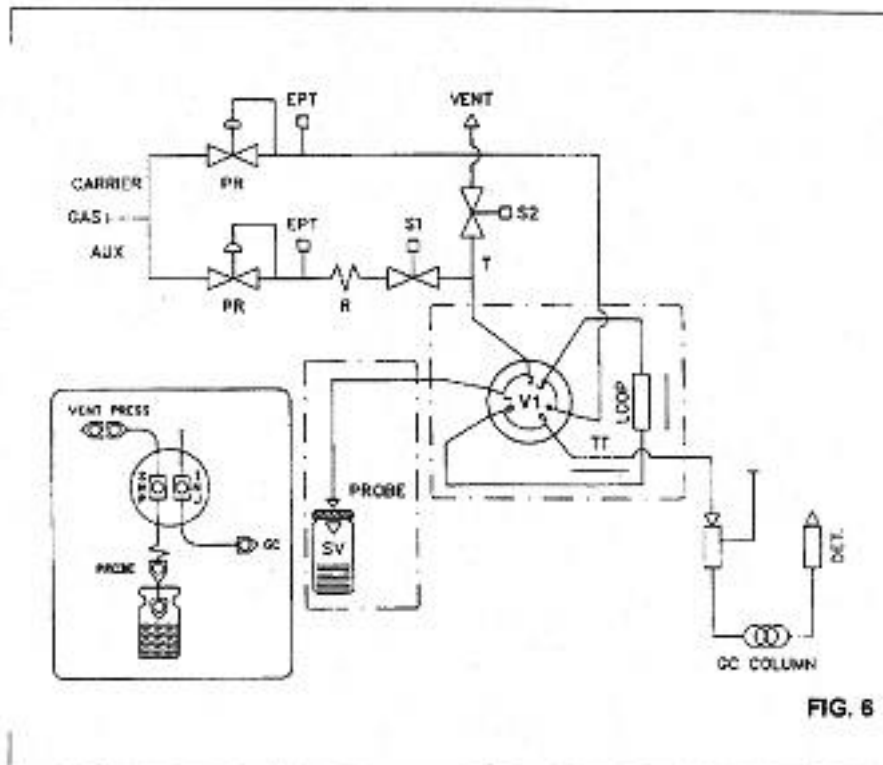 EPT
VENT
CARRIER
PR
GAS
EPT
S1
S2
AUX
T
PR
R
VENT PRESS
V1
LOOP
TT
PROBE
GC
SV
PROBE
DET.
GC COLUMN
FIG. 6